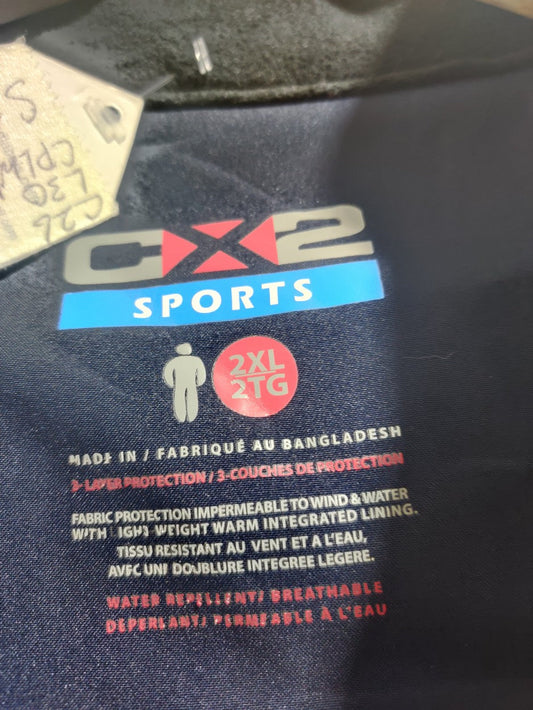 CX2
SPORTS
2XL
2TG
MADE IN / FABRIQUÉ AU BANGLADESH
3-LAYER PROTECTION / 3-COUCHES DE PROTECTION
FABRIC PROTECTION IMPERMEABLE TO WIND & WATER
WITH LIGHT WEIGHT WARM INTEGRATED LINING.
TISSU RESISTANT AU VENT ET A L'EAU,
AVEC UNE DOUBLURE INTEGREE LEGERE.
WATER REPELLENT/ BREATHABLE
DEPERLANT/ PERMEABLE À L'EAU
C26
L30